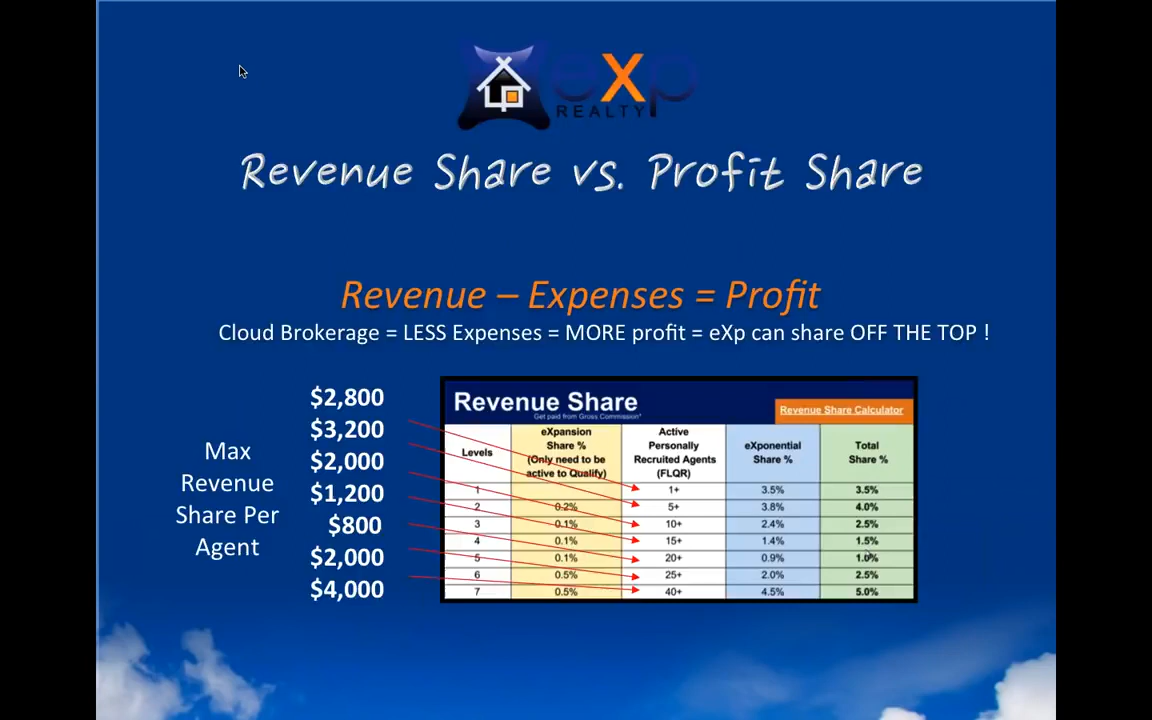 eXp
REALTY
Revenue Share vs. Profit Share
Revenue – Expenses = Profit
Cloud Brokerage = LESS Expenses = MORE profit = eXp can share OFF THE TOP !
Max
Revenue
Share Per
Agent
$2,800
$3,200
$2,000
$1,200
$800
$2,000
$4,000
Revenue Share
Get paid from Gross Commission*
Revenue Share Calculator
Levels
eXpansion
Share %
(Only need to be
active to Qualify)
Active
Personally
Recruited Agents
(FLQR)
eXponential
Share %
Total
Share %
1 1+ 3.5% 3.5%
2 0.2% 5+ 3.8% 4.0%
3 0.1% 10+ 2.4% 2.5%
4 0.1% 15+ 1.4% 1.5%
5 0.1% 20+ 0.9% 1.0%
6 0.5% 25+ 2.0% 2.5%
7 0.5% 40+ 4.5% 5.0%